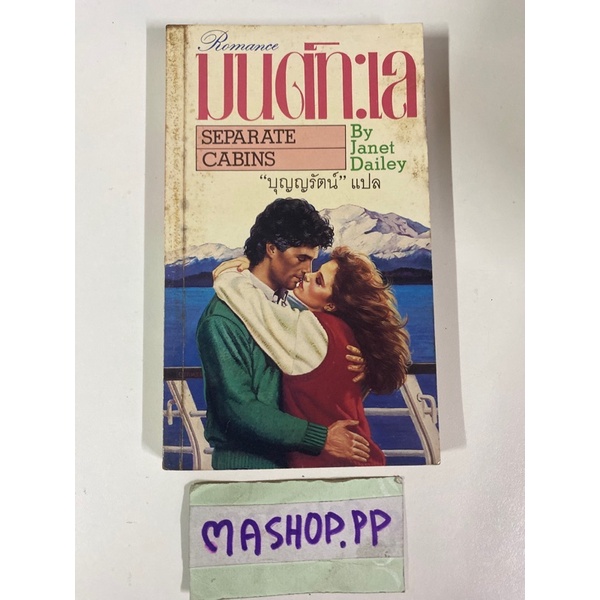 Romance
มนต์ทะเล
SEPARATE
CABINS
By
Janet
Dailey
“บุญญรัตน์” แปล
MASHOP.PP